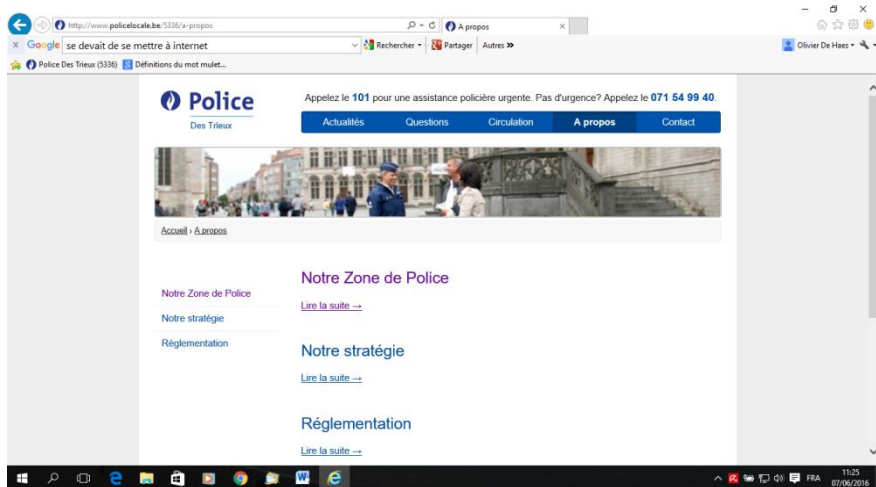 http://www.policelocale.be/5336/a-propos
A propos
Google
se devait de se mettre à internet
Rechercher
Partager
Autres »
Olivier De Haes
Police Des Trieux (5336)
Définitions du mot mulet...
Police
Des Trieux
Appelez le 101 pour une assistance policière urgente. Pas d'urgence? Appelez le 071 54 99 40.
Actualités
Questions
Circulation
A propos
Contact
Accueil › A propos
Notre Zone de Police
Notre stratégie
Réglementation
Notre Zone de Police
Lire la suite →
Notre stratégie
Lire la suite →
Réglementation
Lire la suite →
FRA
11:25
07/06/2016